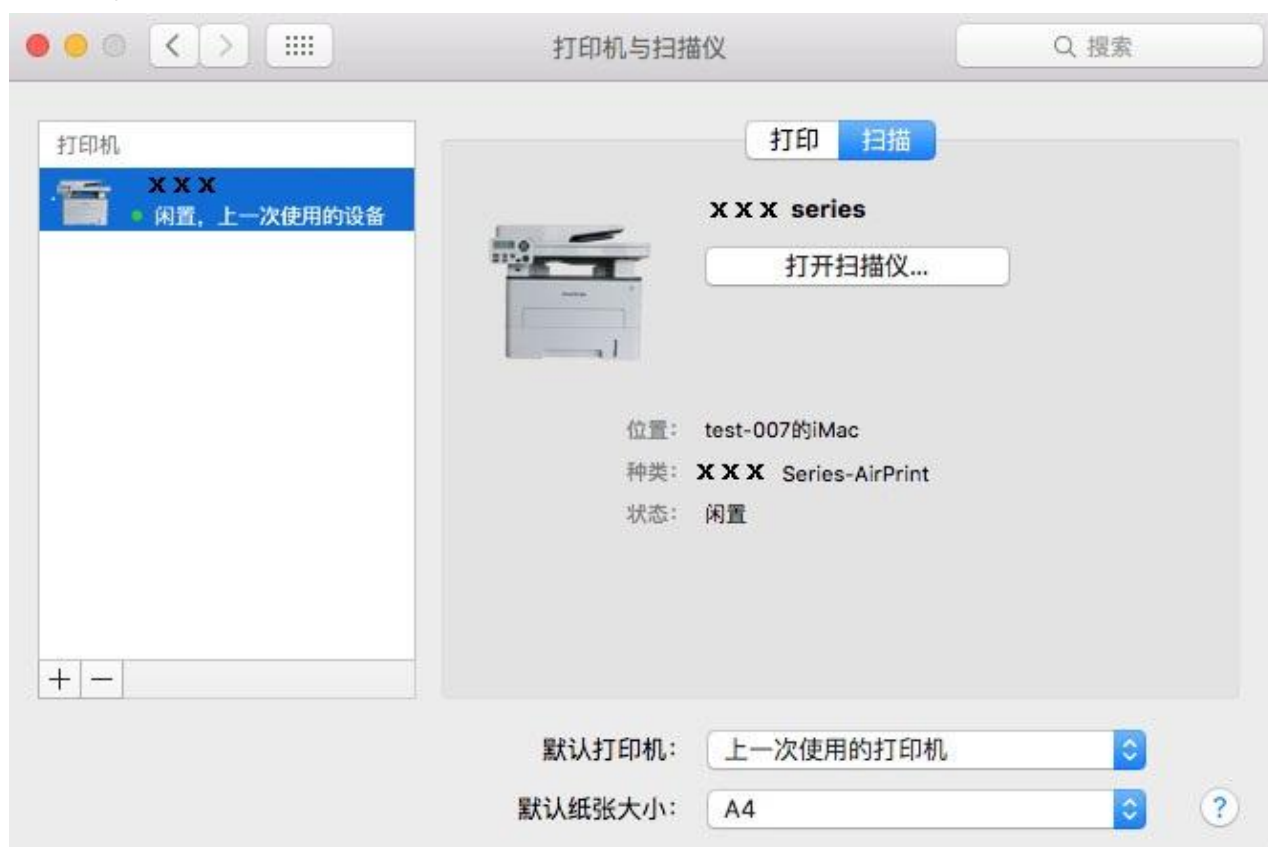 打印机与扫描仪
搜索
打印机
X X X
闲置，上一次使用的设备
打印 扫描
X X X series
打开扫描仪...
位置： test-007的iMac
种类： X X X Series-AirPrint
状态： 闲置
默认打印机： 上一次使用的打印机
默认纸张大小： A4
?